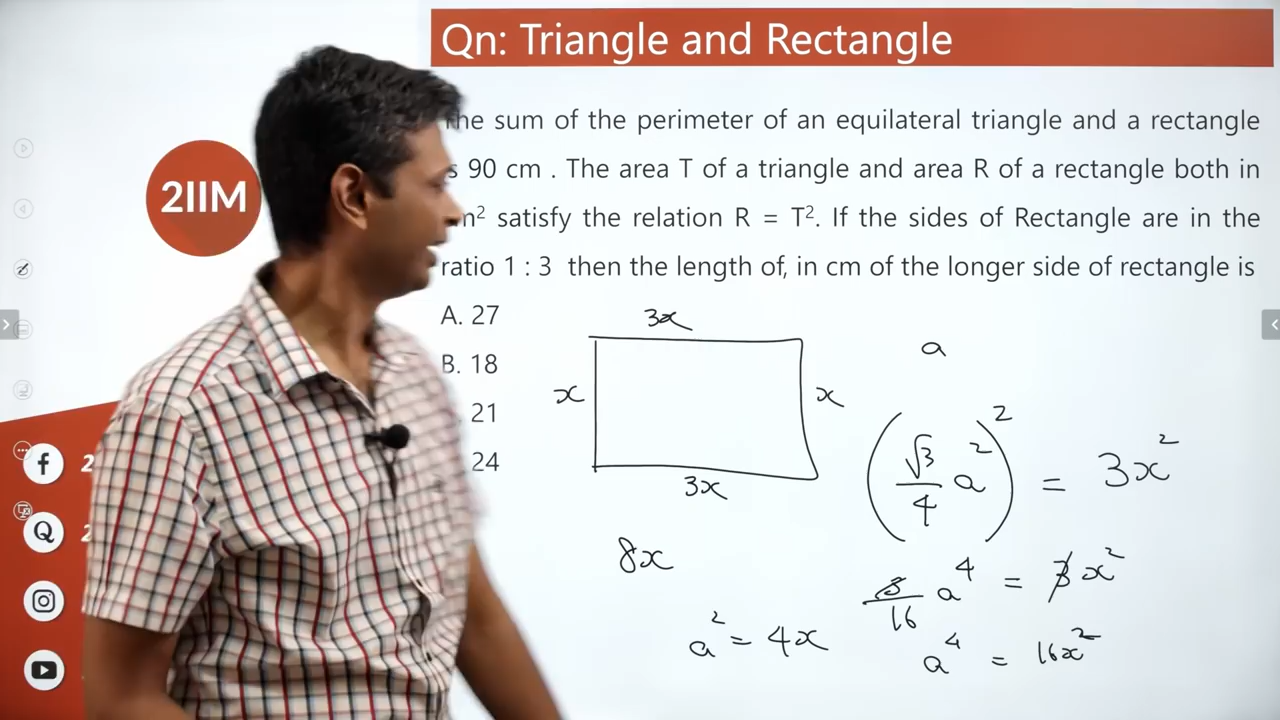 Qn: Triangle and Rectangle
he sum of the perimeter of an equilateral triangle and a rectangle
s 90 cm . The area T of a triangle and area R of a rectangle both in
m² satisfy the relation R = T². If the sides of Rectangle are in the
ratio 1 : 3 then the length of, in cm of the longer side of rectangle is
A. 27
B. 18
21
24
2IIM
3x
x
x
3x
a
(√3/4 a²)² = 3x²
8x
3/16 a⁴ = 3x²
a² = 4x
a⁴ = 16x²
2
2